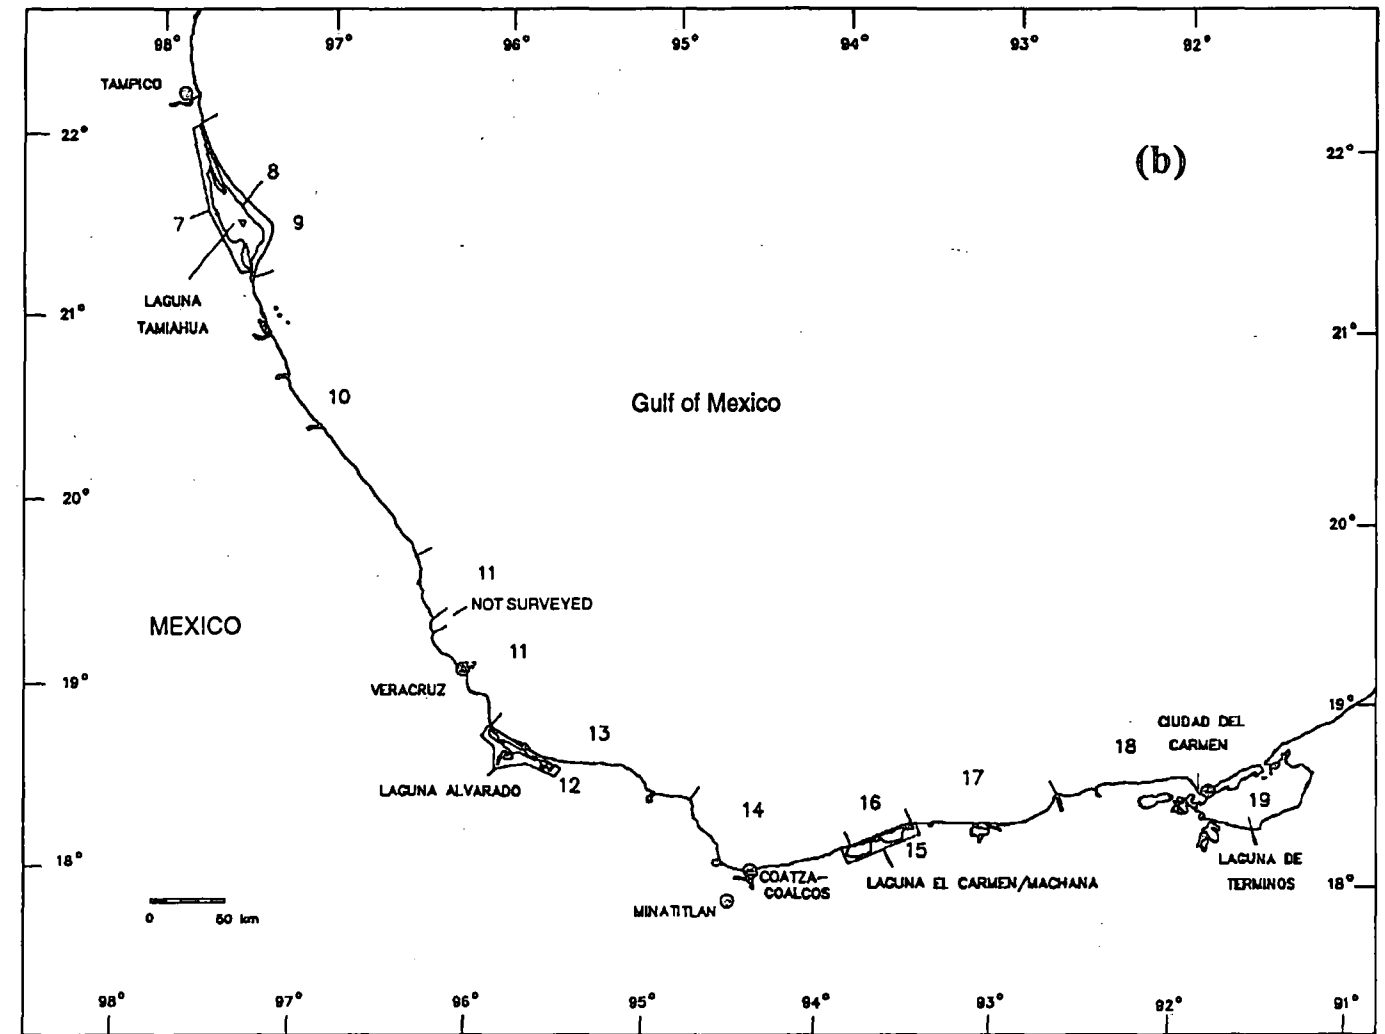 98° 97° 96° 95° 94° 93° 92°
TAMPICO
22° 22°
(b)
8
7 9
LAGUNA
TAMIAHUA
21° 21°
10
Gulf of Mexico
20° 20°
11
NOT SURVEYED
MEXICO
11
VERACRUZ
19° 19°
13 18 CIUDAD DEL
CARMEN
12
LAGUNA ALVARADO
14 16 17 19
15
18° 18°
COATZA-
COALCOS
LAGUNA EL CARMEN/MACHANA
LAGUNA DE
TERMINOS
MINATITLAN
0 50 km
98° 97° 96° 95° 94° 93° 92° 91°